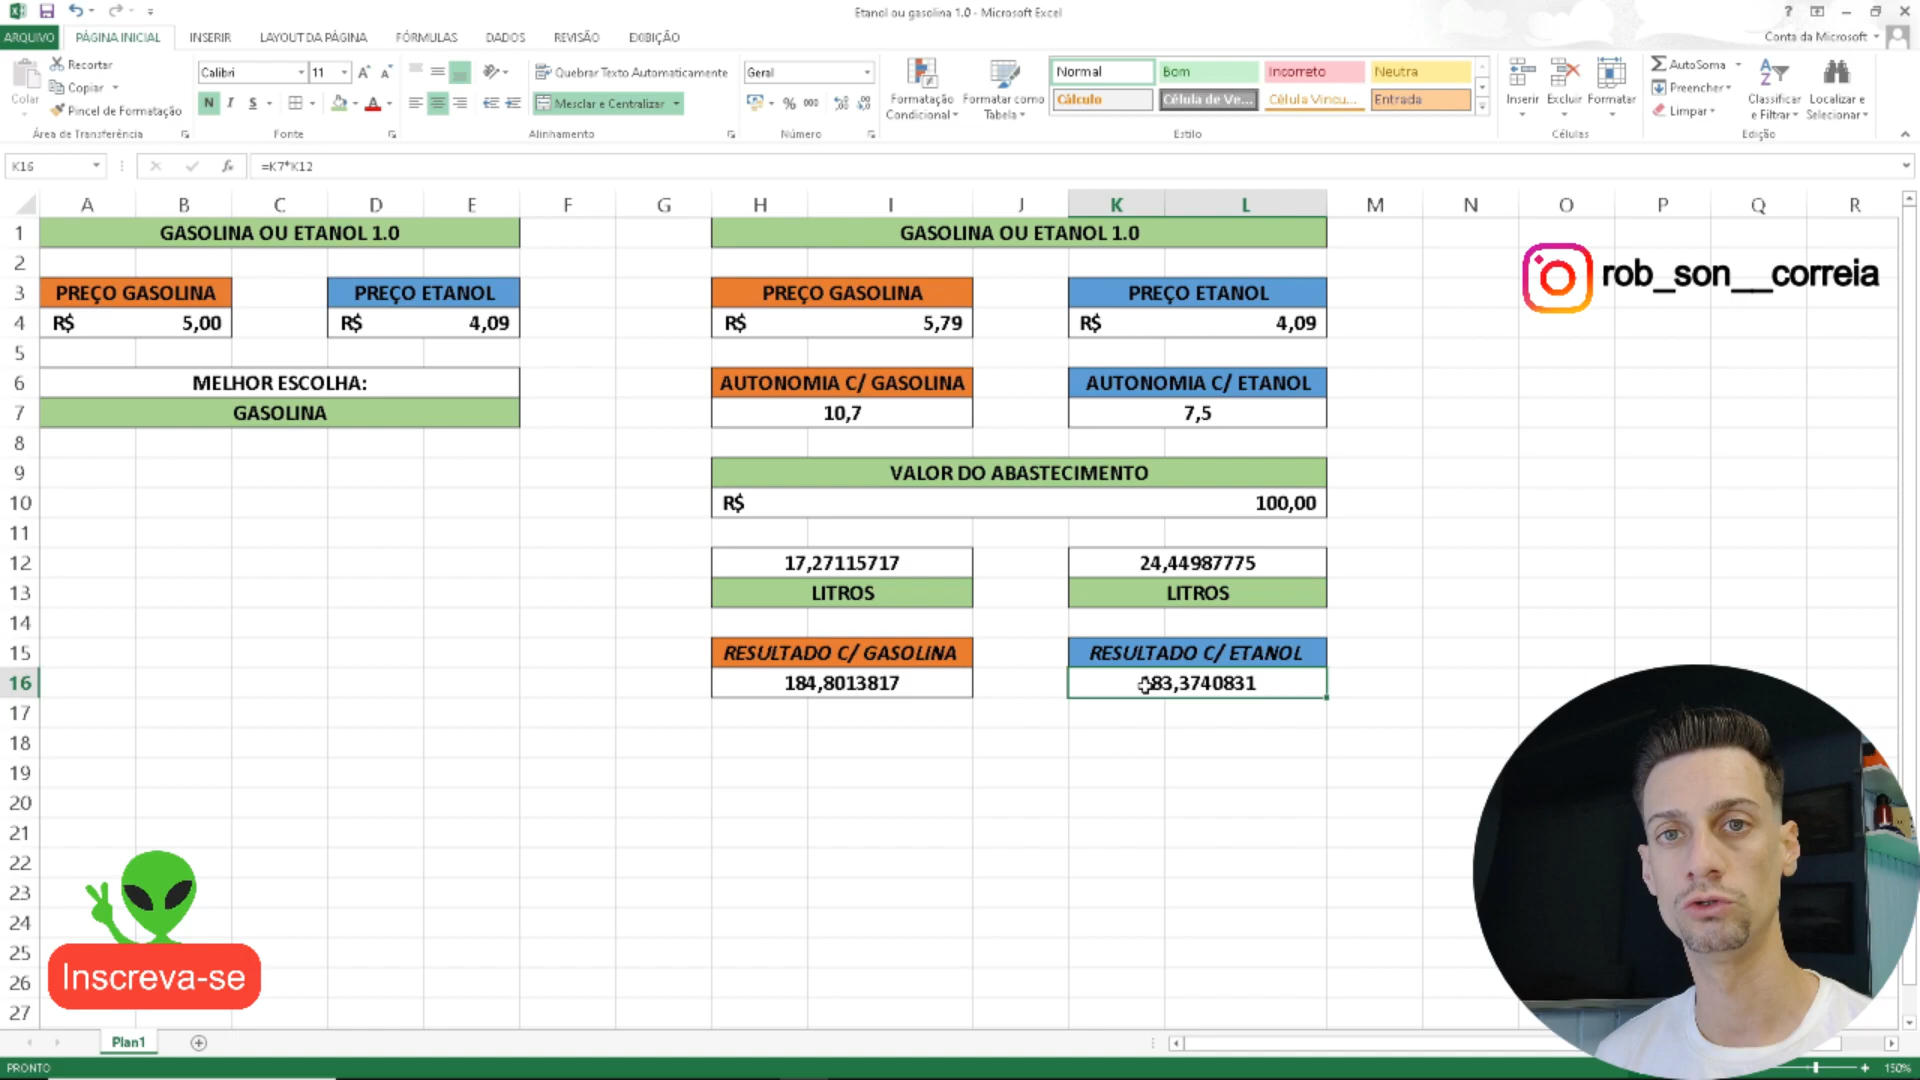 Etanol ou gasolina 1.0 - Microsoft Excel
ARQUIVO PÁGINA INICIAL INSERIR LAYOUT DA PÁGINA FÓRMULAS DADOS REVISÃO EXIBIÇÃO Conta da Microsoft
Colar
Recortar
Copiar
Pincel de Formatação
Área de Transferência
Calibri 11
N I S
Fonte
Quebrar Texto Automaticamente
Mesclar e Centralizar
Alinhamento
Geral
% 000
Número
Formatação Condicional
Formatar como Tabela
Normal Bom Incorreto Neutra
Cálculo Célula de Ve... Célula Vincu... Entrada
Estilo
Inserir Excluir Formatar
Células
AutoSoma
Preencher
Limpar
Classificar e Filtrar
Localizar e Selecionar
Edição
K16 fx =K7*K12
A B C D E F G H I J K L M N O P Q R
1 GASOLINA OU ETANOL 1.0 GASOLINA OU ETANOL 1.0
2
3 PREÇO GASOLINA PREÇO ETANOL PREÇO GASOLINA PREÇO ETANOL
4 R$ 5,00 R$ 4,09 R$ 5,79 R$ 4,09
5
6 MELHOR ESCOLHA: AUTONOMIA C/ GASOLINA AUTONOMIA C/ ETANOL
7 GASOLINA 10,7 7,5
8
9 VALOR DO ABASTECIMENTO
10 R$ 100,00
11
12 17,27115717 24,44987775
13 LITROS LITROS
14
15 RESULTADO C/ GASOLINA RESULTADO C/ ETANOL
16 184,8013817 83,3740831
17
18
19
20
21
22
23
24
25
26
27
rob_son__correia
Inscreva-se
Plan1
PRONTO 150%